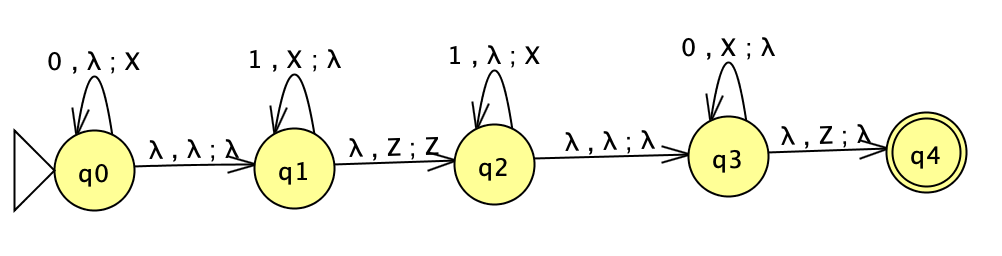 0 , λ ; X
1 , X ; λ
1 , λ ; X
0 , X ; λ
λ , λ ; λ
λ , Z ; Z
λ , λ ; λ
λ , Z ; λ
q0
q1
q2
q3
q4